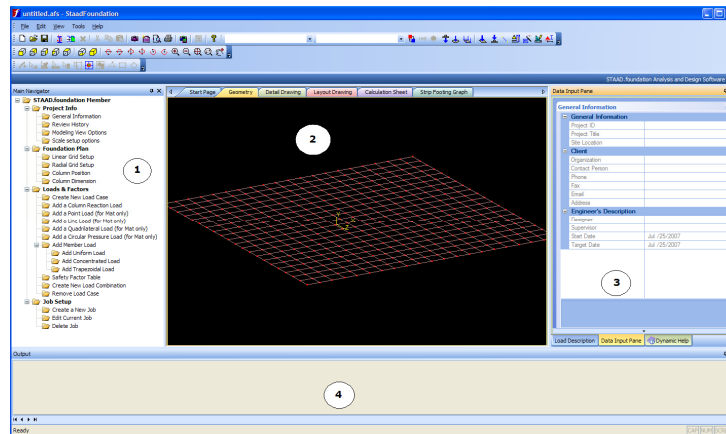 untitled.afs - StaadFoundation
File Edit View Tools Help
STAAD.foundation Analysis and Design Software
Main Navigator
STAAD.foundation Member
Project Info
General Information
Review History
Modeling View Options
Scale setup options
Foundation Plan
Linear Grid Setup
Radial Grid Setup
Column Position
Column Dimension
Loads & Factors
Create New Load Case
Add a Column Reaction Load
Add a Point Load (for Mat only)
Add a Line Load (for Mat only)
Add a Quadrilateral Load (for Mat only)
Add a Circular Pressure Load (for Mat only)
Add Member Load
Add Uniform Load
Add Concentrated Load
Add Trapezoidal Load
Safety Factor Table
Create New Load Combination
Remove Load Case
Job Setup
Create a New Job
Edit Current Job
Delete Job
1
Start Page Geometry Detail Drawing Layout Drawing Calculation Sheet Strip Footing Graph
2
Data Input Pane
General Information
General Information
Project ID
Project Title
Site Location
Client
Organization
Contact Person
Phone
Fax
Email
Address
Engineer's Description
Designer
Supervisor
Start Date Jul /25/2007
Target Date Jul /25/2007
3
Load Description Data Input Pane Dynamic Help
Output
4
Ready
CAP NUM SCRL